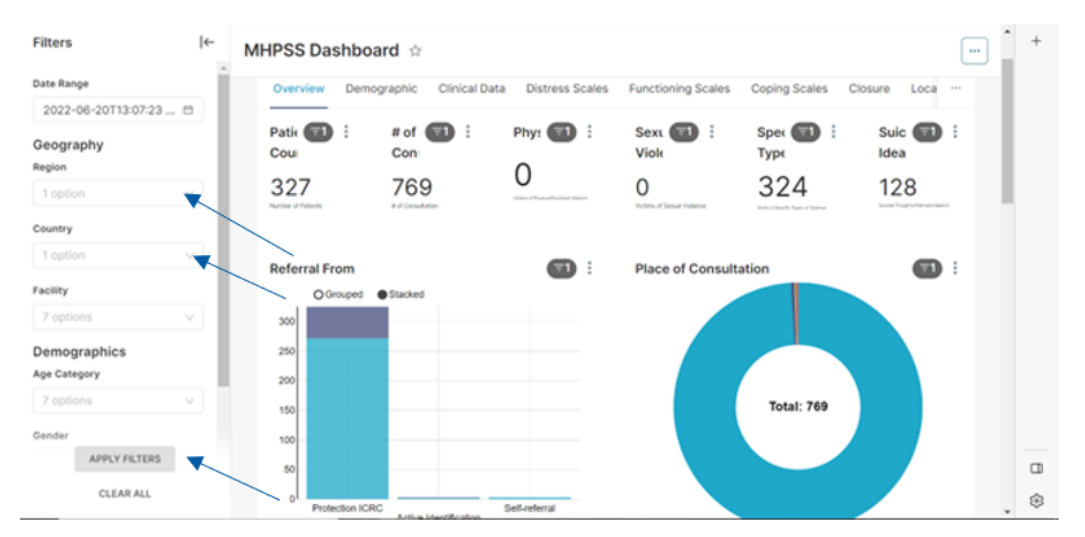 Filters
Date Range
2022-06-20T13:07:23 ...
Geography
Region
1 option
Country
1 option
Facility
7 options
Demographics
Age Category
7 options
Gender
APPLY FILTERS
CLEAR ALL
MHPSS Dashboard
...
Overview Demographic Clinical Data Distress Scales Functioning Scales Coping Scales Closure Loca ...
Patie 1
Cou
327
Number of Patients
# of 1
Con
769
# of Consultation
Phys 1
0
Sexu 1
Viole
0
Victims of Sexual Violence
Spec 1
Type
324
Suic 1
Idea
128
Referral From 1
Grouped Stacked
300
250
200
150
100
50
0
Protection ICRC
Active Identification
Self-referral
Place of Consultation 1
Total: 769